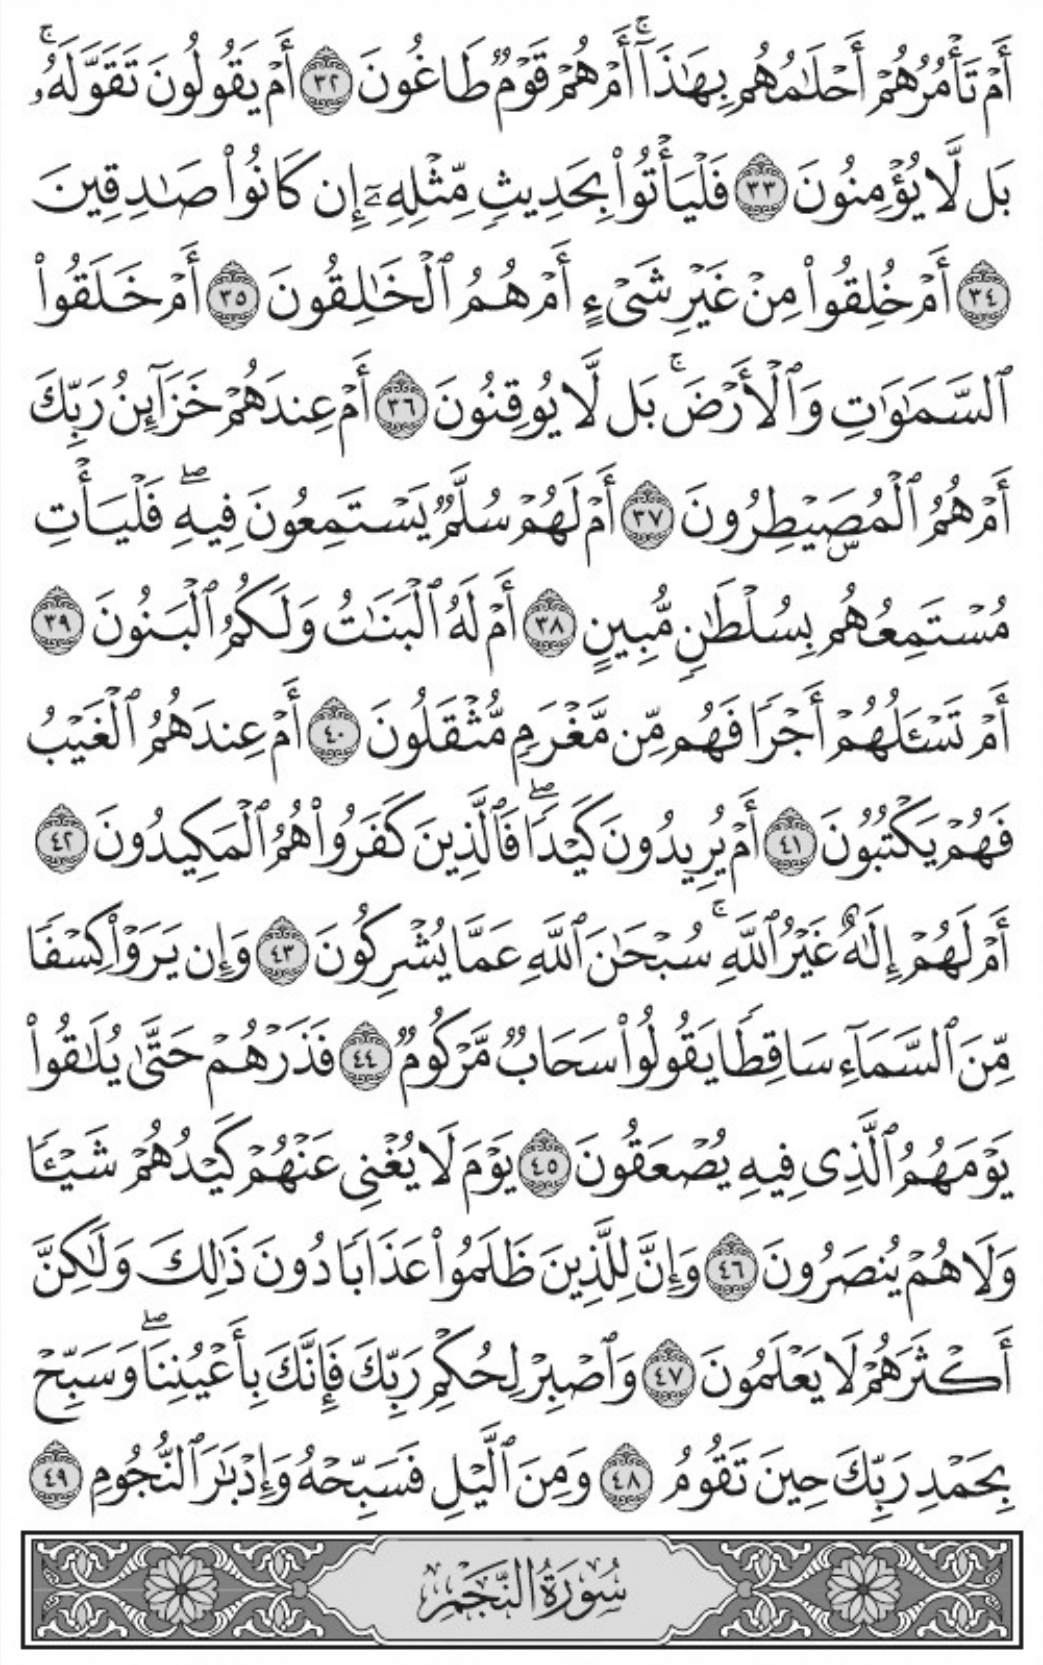 أَمْ تَأْمُرُهُمْ أَحْلَٰمُهُم بِهَٰذَآ ۚ أَمْ هُمْ قَوْمٌ طَاغُونَ ٣٢ أَمْ يَقُولُونَ تَقَوَّلَهُۥ ۚ
بَل لَّا يُؤْمِنُونَ ٣٣ فَلْيَأْتُوا۟ بِحَدِيثٍ مِّثْلِهِۦٓ إِن كَانُوا۟ صَٰدِقِينَ
٣٤ أَمْ خُلِقُوا۟ مِنْ غَيْرِ شَىْءٍ أَمْ هُمُ ٱلْخَٰلِقُونَ ٣٥ أَمْ خَلَقُوا۟
ٱلسَّمَٰوَٰتِ وَٱلْأَرْضَ ۚ بَل لَّا يُوقِنُونَ ٣٦ أَمْ عِندَهُمْ خَزَآئِنُ رَبِّكَ
أَمْ هُمُ ٱلْمُصَۣيْطِرُونَ ٣٧ أَمْ لَهُمْ سُلَّمٌ يَسْتَمِعُونَ فِيهِ ۖ فَلْيَأْتِ
مُسْتَمِعُهُم بِسُلْطَٰنٍ مُّبِينٍ ٣٨ أَمْ لَهُ ٱلْبَنَٰتُ وَلَكُمُ ٱلْبَنُونَ ٣٩
أَمْ تَسْـَٔلُهُمْ أَجْرًا فَهُم مِّن مَّغْرَمٍ مُّثْقَلُونَ ٤٠ أَمْ عِندَهُمُ ٱلْغَيْبُ
فَهُمْ يَكْتُبُونَ ٤١ أَمْ يُرِيدُونَ كَيْدًا ۖ فَٱلَّذِينَ كَفَرُوا۟ هُمُ ٱلْمَكِيدُونَ ٤٢
أَمْ لَهُمْ إِلَٰهٌ غَيْرُ ٱللَّهِ ۚ سُبْحَٰنَ ٱللَّهِ عَمَّا يُشْرِكُونَ ٤٣ وَإِن يَرَوْا۟ كِسْفًا
مِّنَ ٱلسَّمَآءِ سَاقِطًا يَقُولُوا۟ سَحَابٌ مَّرْكُومٌ ٤٤ فَذَرْهُمْ حَتَّىٰ يُلَٰقُوا۟
يَوْمَهُمُ ٱلَّذِى فِيهِ يُصْعَقُونَ ٤٥ يَوْمَ لَا يُغْنِى عَنْهُمْ كَيْدُهُمْ شَيْـًٔا
وَلَا هُمْ يُنصَرُونَ ٤٦ وَإِنَّ لِلَّذِينَ ظَلَمُوا۟ عَذَابًا دُونَ ذَٰلِكَ وَلَٰكِنَّ
أَكْثَرَهُمْ لَا يَعْلَمُونَ ٤٧ وَٱصْبِرْ لِحُكْمِ رَبِّكَ فَإِنَّكَ بِأَعْيُنِنَا ۖ وَسَبِّحْ
بِحَمْدِ رَبِّكَ حِينَ تَقُومُ ٤٨ وَمِنَ ٱلَّيْلِ فَسَبِّحْهُ وَإِدْبَٰرَ ٱلنُّجُومِ ٤٩
سُورَةُ النَّجْمِ